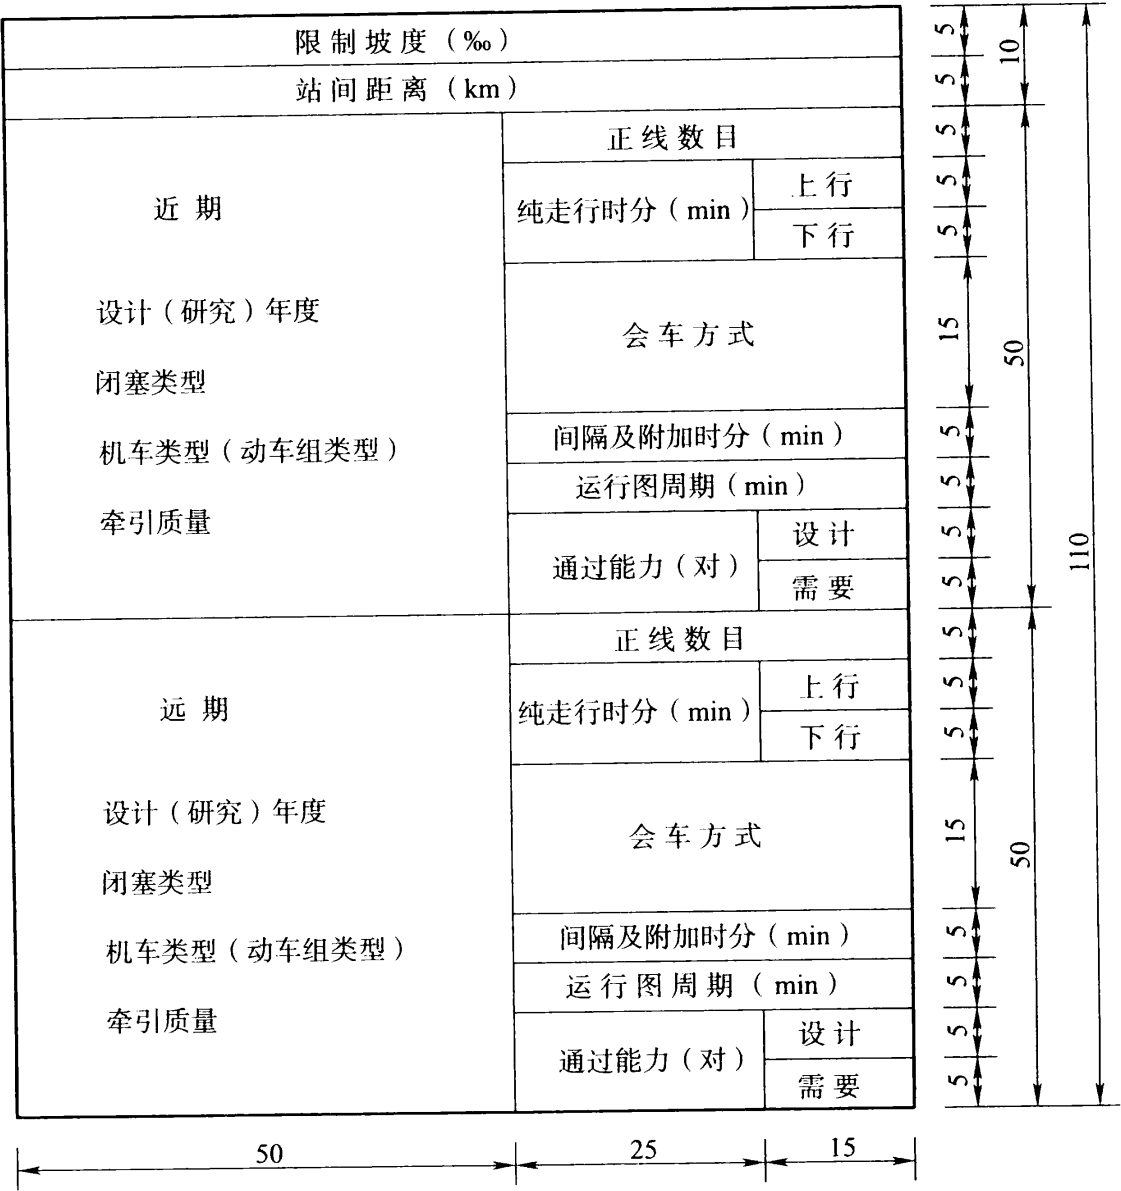 限制坡度（‰）
站间距离（km）
近期
设计（研究）年度
闭塞类型
机车类型（动车组类型）
牵引质量
正线数目
纯走行时分（min）
上行
下行
会车方式
间隔及附加时分（min）
运行图周期（min）
通过能力（对）
设计
需要
远期
设计（研究）年度
闭塞类型
机车类型（动车组类型）
牵引质量
正线数目
纯走行时分（min）
上行
下行
会车方式
间隔及附加时分（min）
运行图周期（min）
通过能力（对）
设计
需要
5
5
5
5
5
15
5
5
5
5
5
5
5
15
5
5
5
5
10
50
50
110
50
25
15